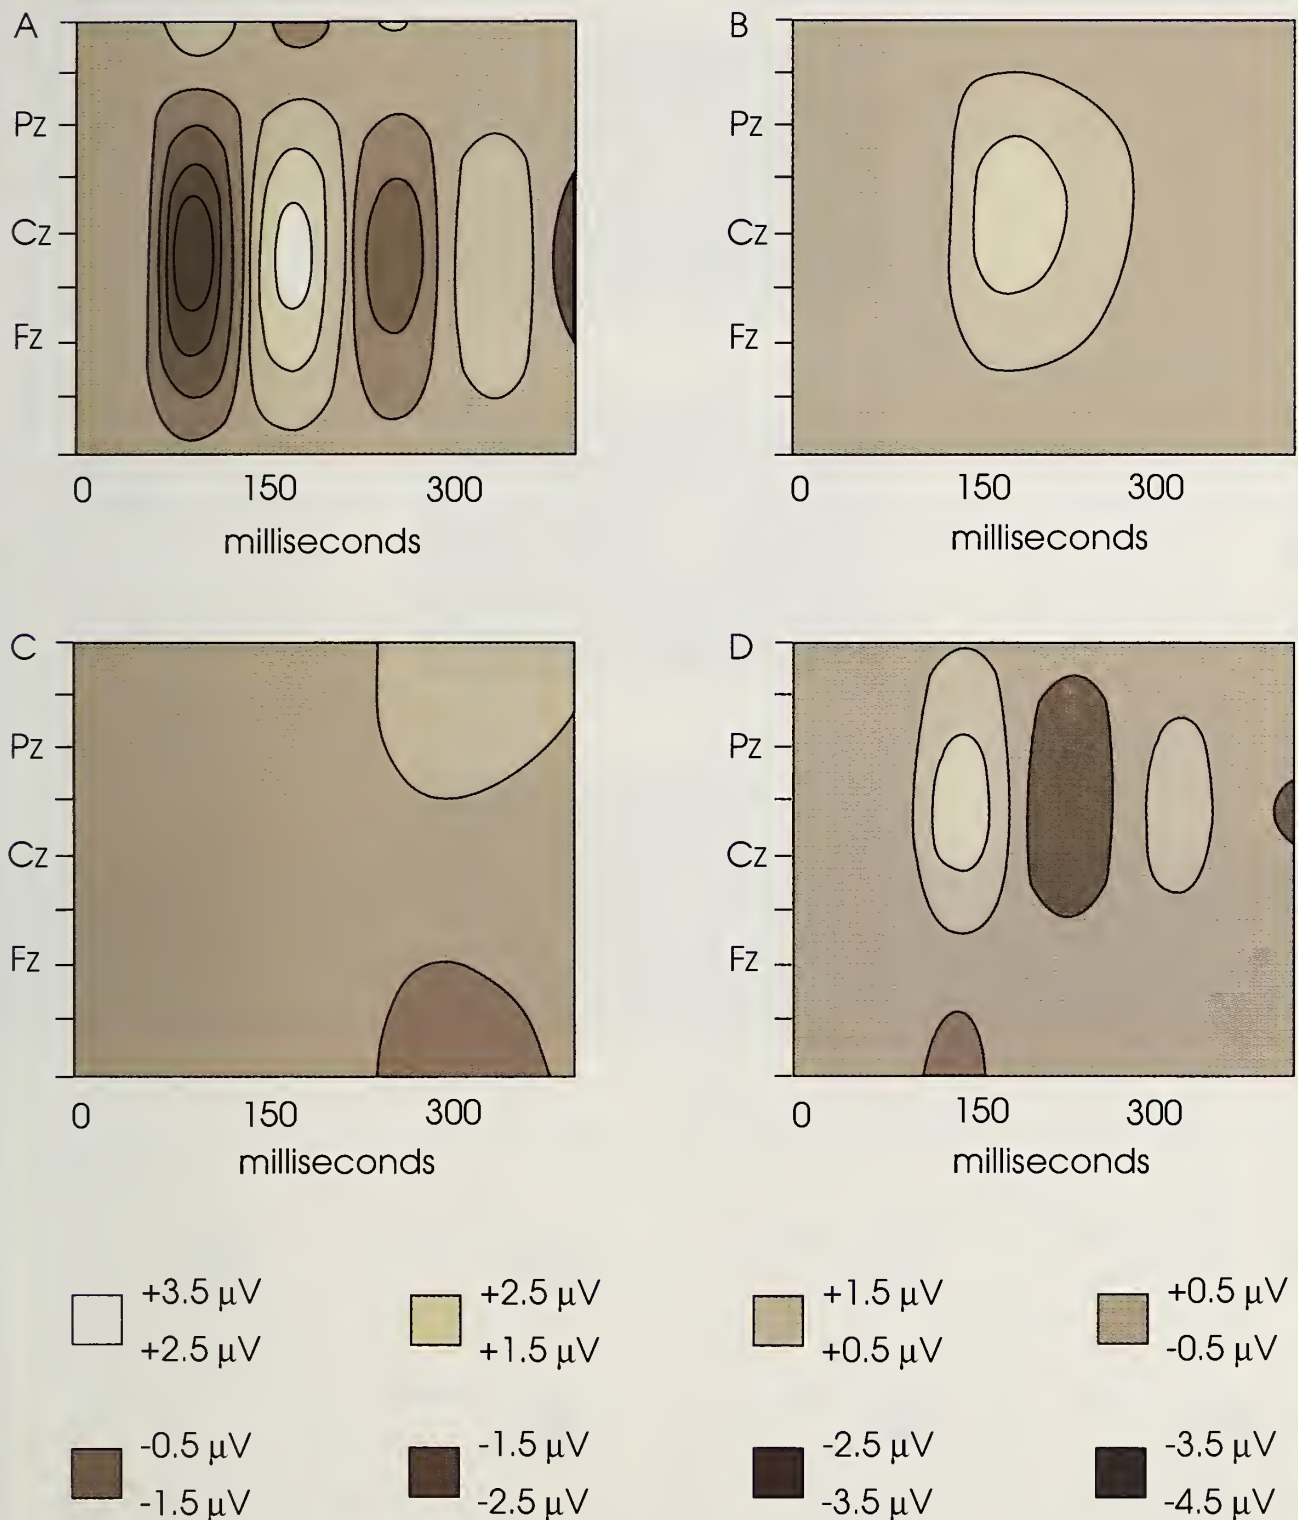 A
Pz
Cz
Fz
0 150 300
milliseconds
B
Pz
Cz
Fz
0 150 300
milliseconds
C
Pz
Cz
Fz
0 150 300
milliseconds
D
Pz
Cz
Fz
0 150 300
milliseconds
+3.5 µV
+2.5 µV
+2.5 µV
+1.5 µV
+1.5 µV
+0.5 µV
+0.5 µV
-0.5 µV
-0.5 µV
-1.5 µV
-1.5 µV
-2.5 µV
-2.5 µV
-3.5 µV
-3.5 µV
-4.5 µV